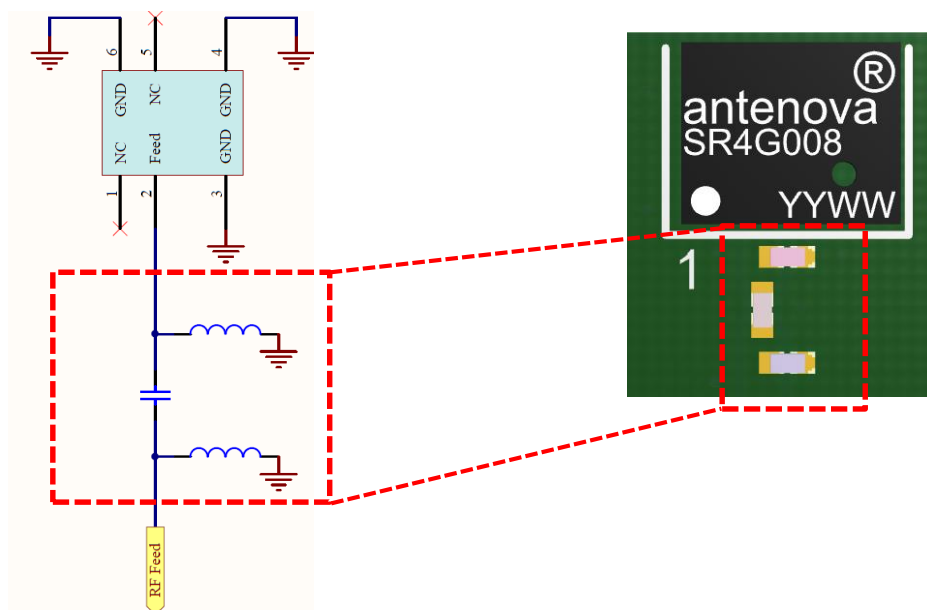 6
5
4
GND
NC
GND
NC
Feed
GND
1
2
3
RF Feed
®
antenova
SR4G008
YYWW
1